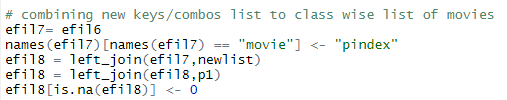 # combining new keys/combos list to class wise list of movies
efil7= efil6
names(efil7)[names(efil7) == "movie"] <- "pindex"
efil8 = left_join(efil7,newlist)
efil8 = left_join(efil8,p1)
efil8[is.na(efil8)] <- 0